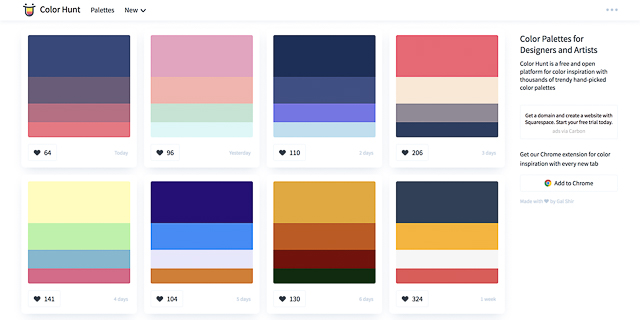 Color Hunt
Palettes
New
Color Palettes for
Designers and Artists
Color Hunt is a free and open
platform for color inspiration with
thousands of trendy hand-picked
color palettes
Get a domain and create a website with
Squarespace. Start your free trial today.
ads via Carbon
Get our Chrome extension for color
inspiration with every new tab
Add to Chrome
Made with ♥ by Gal Shir
64
Today
96
Yesterday
110
2 days
206
3 days
141
4 days
104
5 days
130
6 days
324
1 week